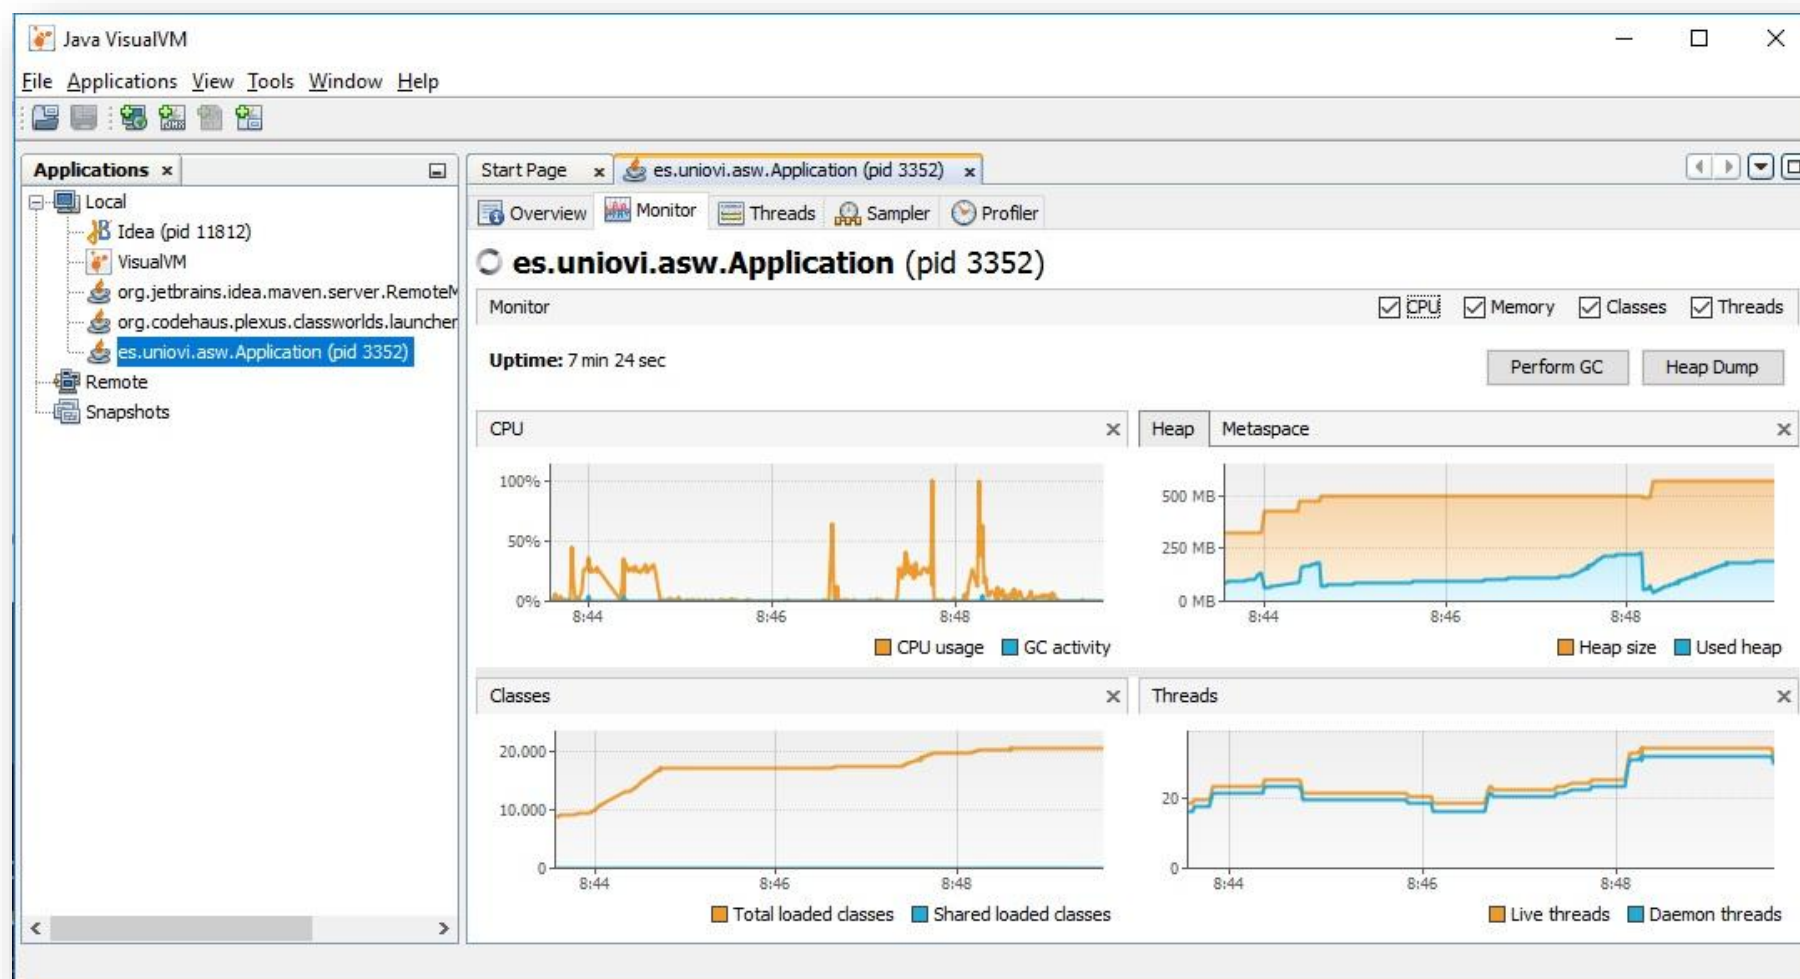 Java VisualVM
File Applications View Tools Window Help
Applications
Local
Idea (pid 11812)
VisualVM
org.jetbrains.idea.maven.server.RemoteM
org.codehaus.plexus.classworlds.launcher
es.uniovi.asw.Application (pid 3352)
Remote
Snapshots
Start Page es.uniovi.asw.Application (pid 3352)
Overview Monitor Threads Sampler Profiler
es.uniovi.asw.Application (pid 3352)
Monitor CPU Memory Classes Threads
Uptime: 7 min 24 sec Perform GC Heap Dump
CPU
100%
50%
0%
8:44 8:46 8:48
CPU usage GC activity
Heap Metaspace
500 MB
250 MB
0 MB
8:44 8:46 8:48
Heap size Used heap
Classes
20.000
10.000
0
8:44 8:46 8:48
Total loaded classes Shared loaded classes
Threads
20
0
8:44 8:46 8:48
Live threads Daemon threads